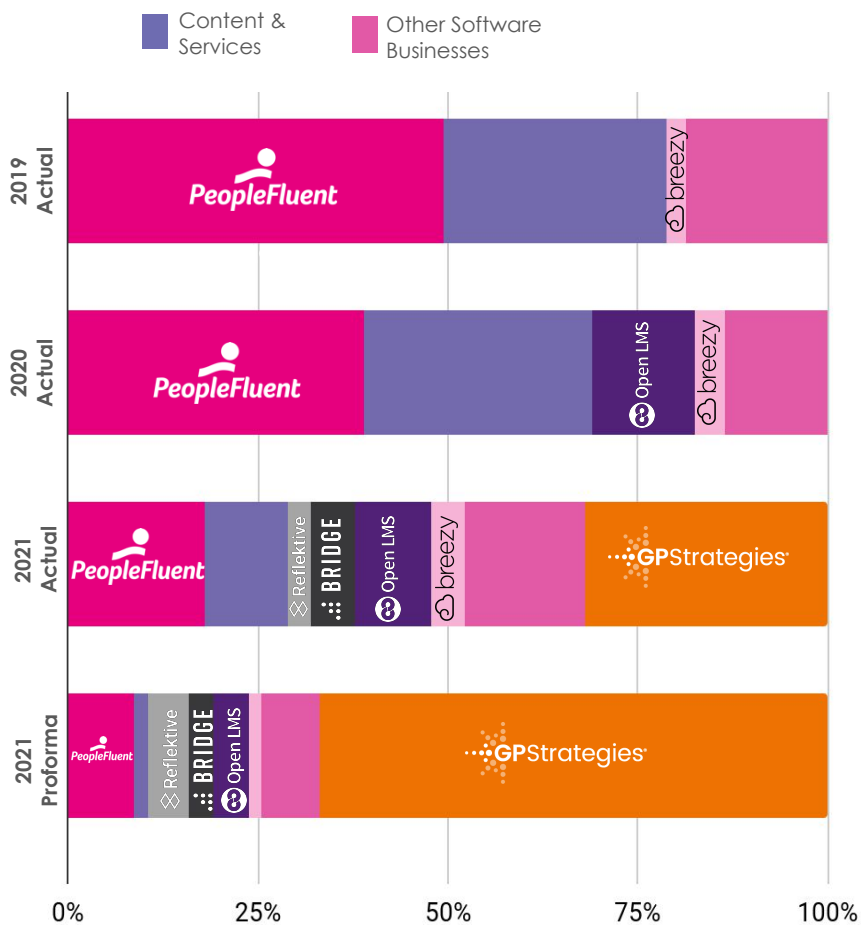 Content &
Services
Other Software
Businesses
2019
Actual
PeopleFluent
breezy
2020
Actual
PeopleFluent
Open LMS
breezy
2021
Actual
PeopleFluent
Reflektive
BRIDGE
Open LMS
breezy
GPStrategies
2021
Proforma
PeopleFluent
Reflektive
BRIDGE
Open LMS
GPStrategies
0%
25%
50%
75%
100%